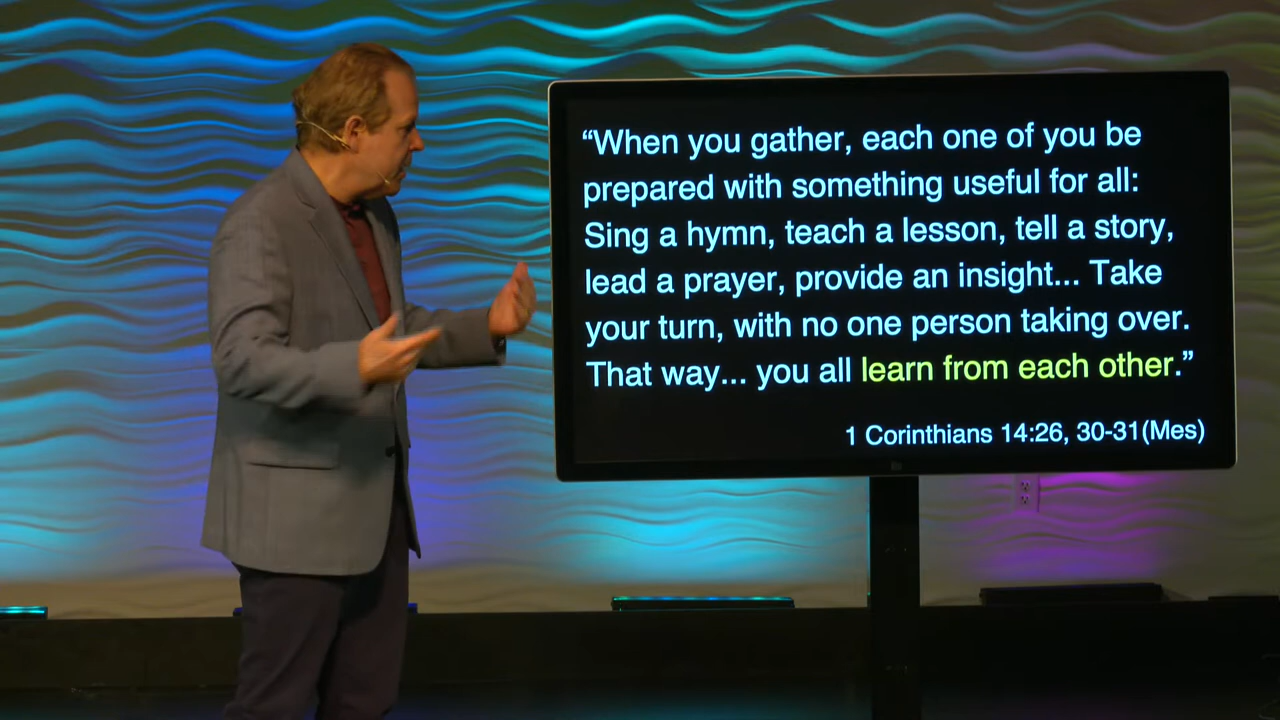 “When you gather, each one of you be
prepared with something useful for all:
Sing a hymn, teach a lesson, tell a story,
lead a prayer, provide an insight... Take
your turn, with no one person taking over.
That way... you all learn from each other.”
1 Corinthians 14:26, 30-31(Mes)